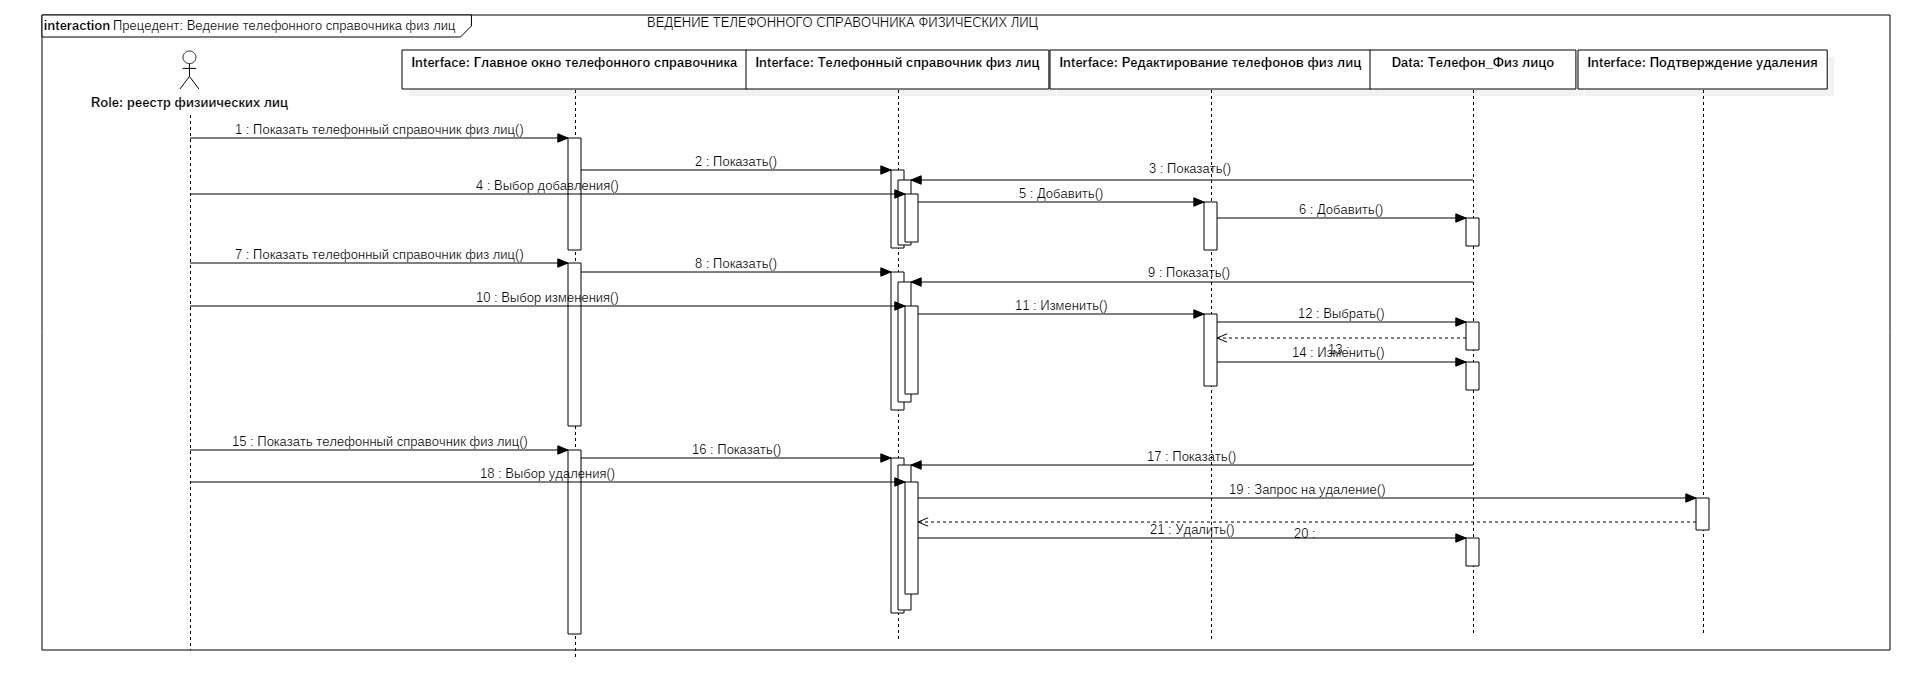 interaction Прецедент: Ведение телефонного справочника физ лиц
ВЕДЕНИЕ ТЕЛЕФОННОГО СПРАВОЧНИКА ФИЗИЧЕСКИХ ЛИЦ
Role: реестр физиических лиц
Interface: Главное окно телефонного справочника
Interface: Телефонный справочник физ лиц
Interface: Редактирование телефонов физ лиц
Data: Телефон_Физ лицо
Interface: Подтверждение удаления
1 : Показать телефонный справочник физ лиц()
2 : Показать()
3 : Показать()
4 : Выбор добавления()
5 : Добавить()
6 : Добавить()
7 : Показать телефонный справочник физ лиц()
8 : Показать()
9 : Показать()
10 : Выбор изменения()
11 : Изменить()
12 : Выбрать()
13 :
14 : Изменить()
15 : Показать телефонный справочник физ лиц()
16 : Показать()
17 : Показать()
18 : Выбор удаления()
19 : Запрос на удаление()
20 :
21 : Удалить()